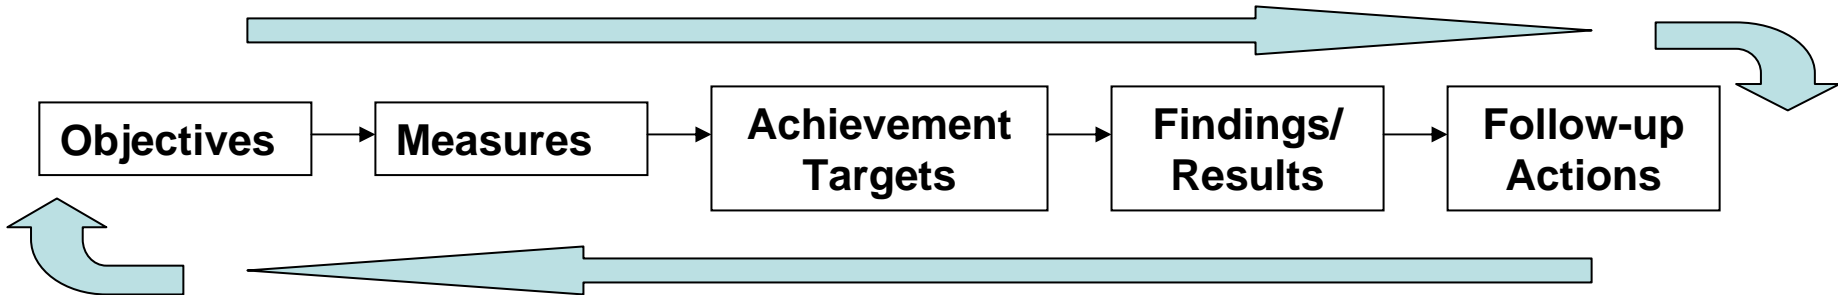 Objectives
Measures
Achievement
Targets
Findings/
Results
Follow-up
Actions